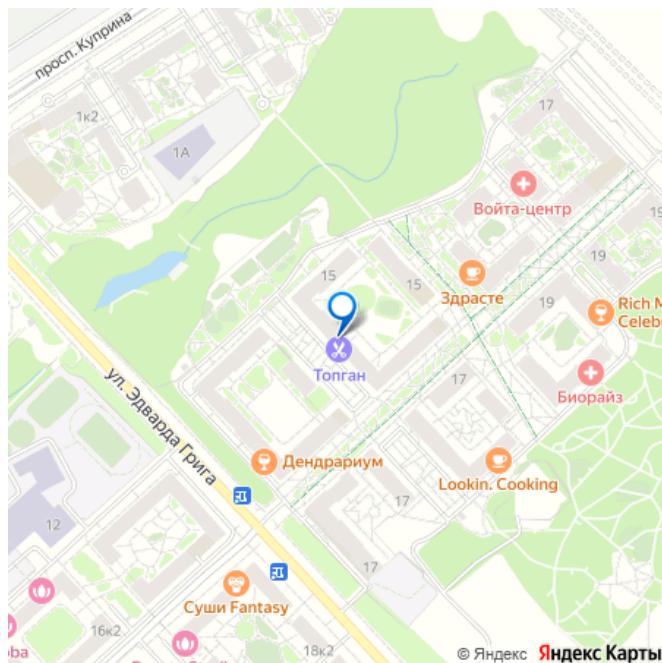 просп. Куприна
1к2
1А
17
Войта-центр
19
15
15
Здрасте
19
Rich M
Celeb
Топган
17
Биорайз
ул. Эдварда Грига
Дендрариум
Lookin. Cooking
17
12
17
Суши Fantasy
16к2
18к2
© Яндекс Яндекс Карты